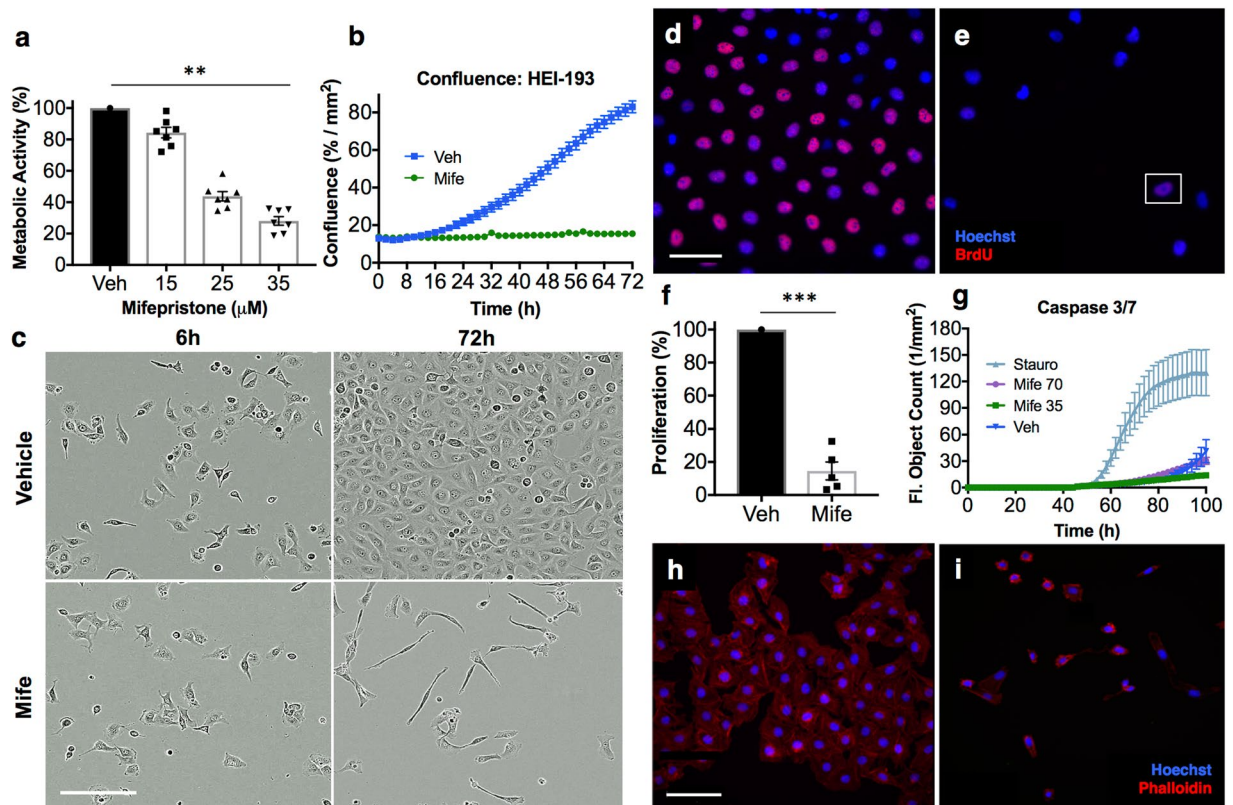 a
**
Metabolic Activity (%)
100
80
60
40
20
0
Veh
15
25
35
Mifepristone (μM)
b
Confluence: HEI-193
Confluence (% / mm²)
80
60
40
20
0
Veh
Mife
0 8 16 24 32 40 48 56 64 72
Time (h)
c
6h
72h
Vehicle
Mife
d
e
Hoechst
BrdU
f
***
Proliferation (%)
100
80
60
40
20
0
Veh
Mife
g
Caspase 3/7
Fl. Object Count (1/mm²)
180
150
120
90
60
30
0
Stauro
Mife 70
Mife 35
Veh
0 20 40 60 80 100
Time (h)
h
i
Hoechst
Phalloidin